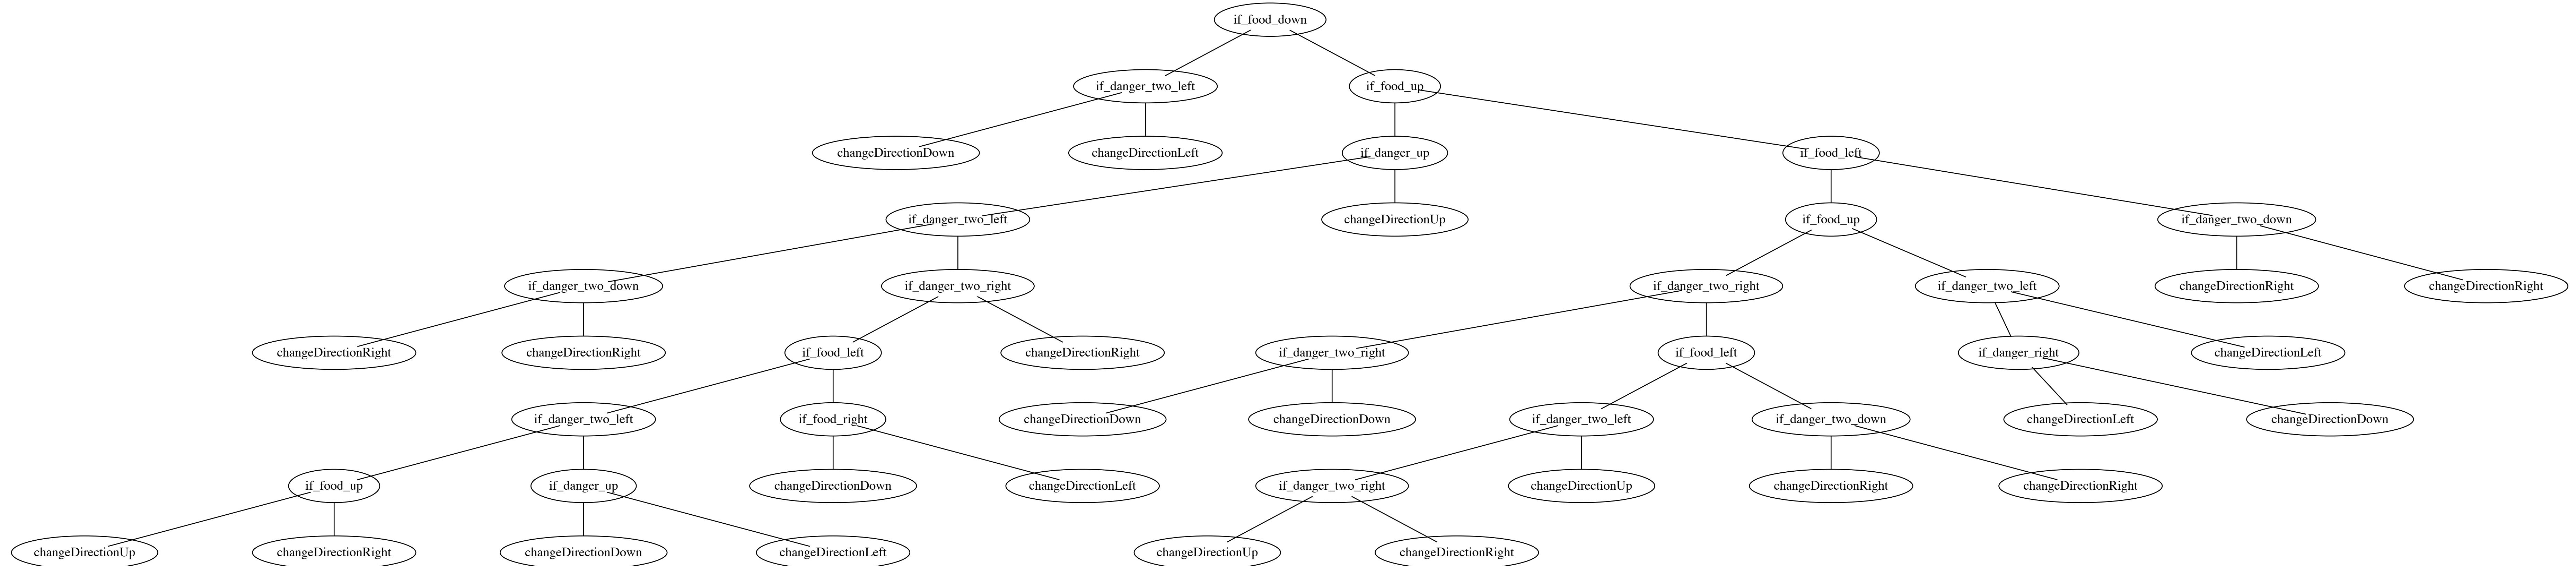 if_food_down
if_danger_two_left
if_food_up
changeDirectionDown
changeDirectionLeft
if_danger_up
if_food_left
if_danger_two_left
changeDirectionUp
if_food_up
if_danger_two_down
if_danger_two_down
if_danger_two_right
if_danger_two_right
if_danger_two_left
changeDirectionRight
changeDirectionRight
changeDirectionRight
changeDirectionRight
if_food_left
changeDirectionRight
if_danger_two_right
if_food_left
if_danger_right
changeDirectionLeft
if_danger_two_left
if_food_right
changeDirectionDown
changeDirectionDown
if_danger_two_left
if_danger_two_down
changeDirectionLeft
changeDirectionDown
if_food_up
if_danger_up
changeDirectionDown
changeDirectionLeft
if_danger_two_right
changeDirectionUp
changeDirectionRight
changeDirectionRight
changeDirectionUp
changeDirectionRight
changeDirectionDown
changeDirectionLeft
changeDirectionUp
changeDirectionRight